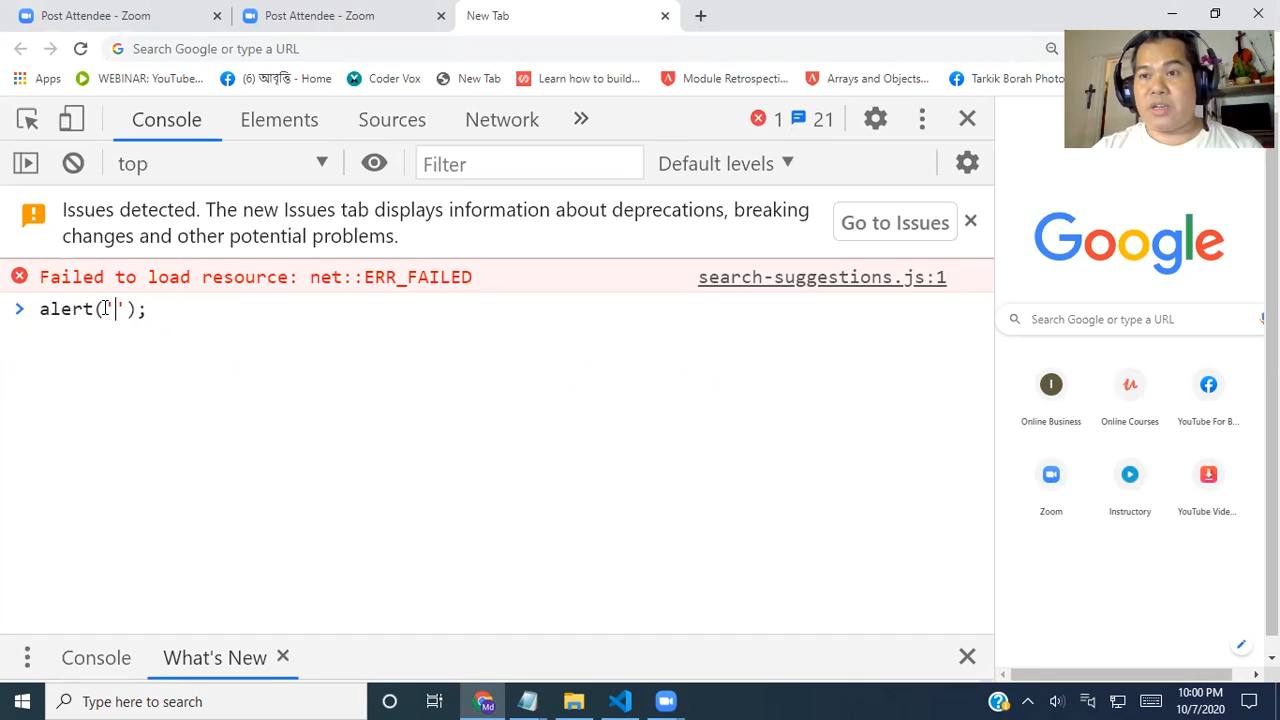 Post Attendee - Zoom
Post Attendee - Zoom
New Tab
Search Google or type a URL
Apps
WEBINAR: YouTube...
(6) আবৃত্তি - Home
Coder Vox
New Tab
Learn how to build...
Module Retrospecti...
Arrays and Objects...
Tarkik Borah Photo
Console
Elements
Sources
Network
1
21
top
Filter
Default levels
Issues detected. The new Issues tab displays information about deprecations, breaking
changes and other potential problems.
Go to Issues
Failed to load resource: net::ERR_FAILED
search-suggestions.js:1
> alert('');
Google
Search Google or type a URL
Online Business
Online Courses
YouTube For B...
Zoom
Instructory
YouTube Vide...
Console
What's New
Type here to search
10:00 PM
10/7/2020